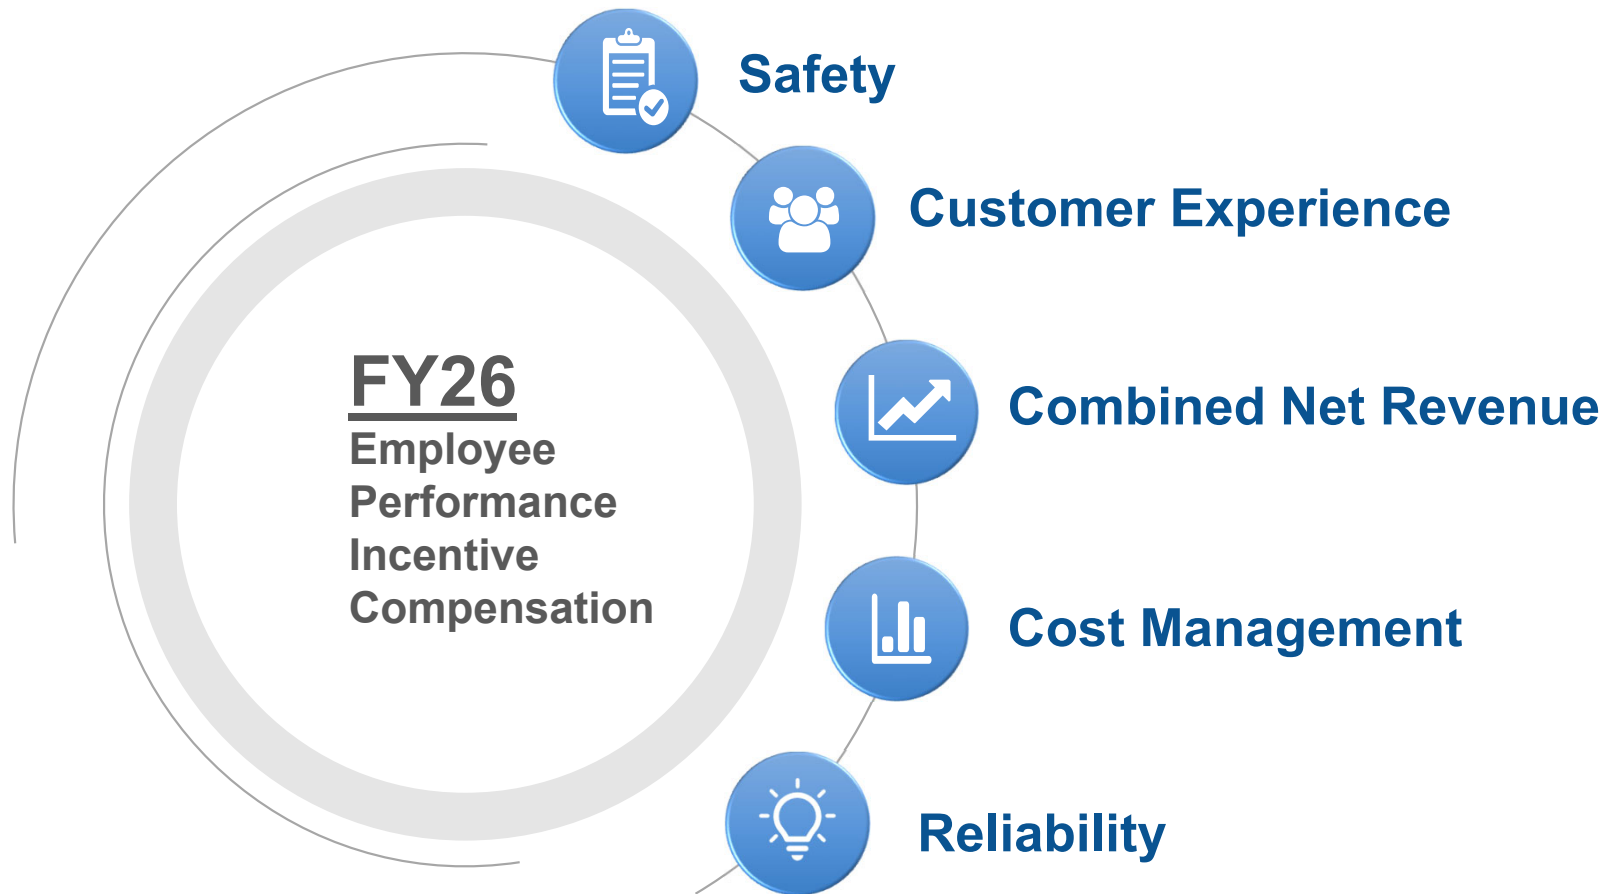 Safety
Customer Experience
FY26
Employee
Performance
Incentive
Compensation
Combined Net Revenue
Cost Management
Reliability